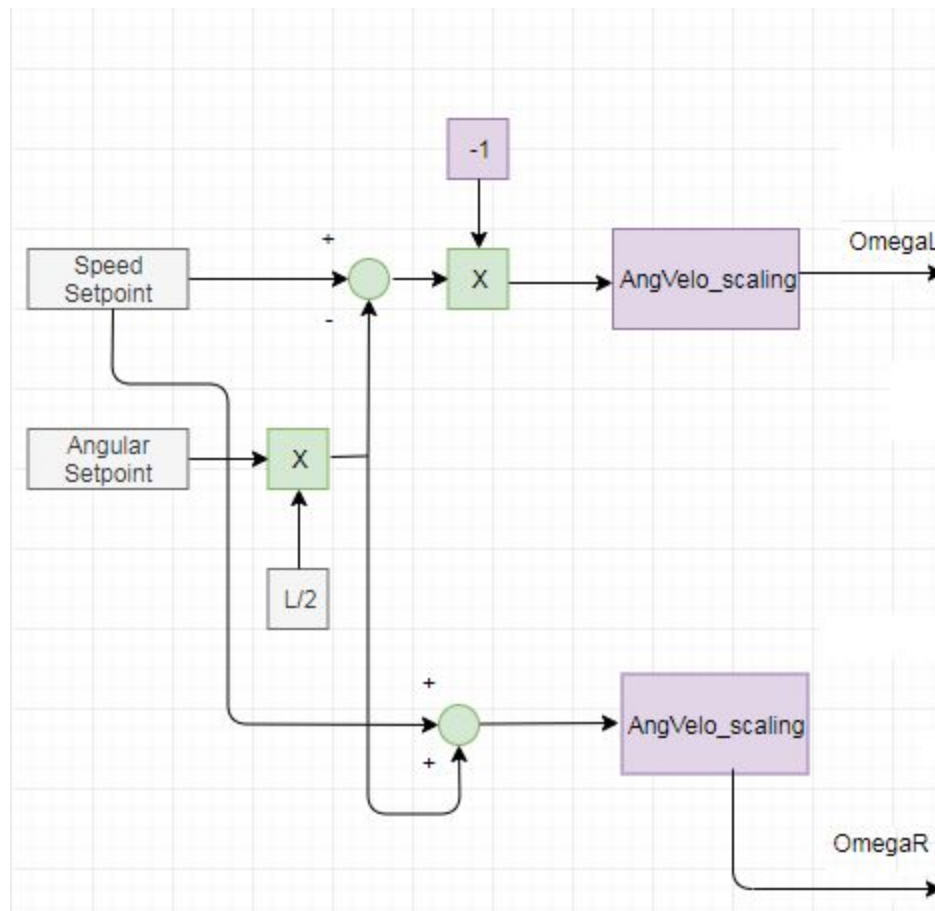 -1
+
OmegaL
Speed
Setpoint
X
AngVelo_scaling
-
Angular
Setpoint
X
L/2
+
AngVelo_scaling
+
OmegaR